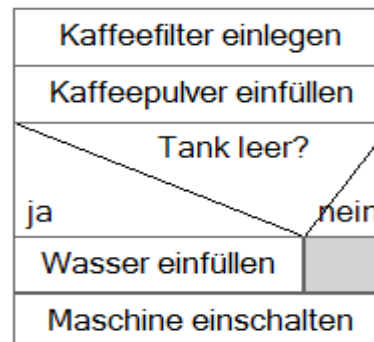 Kaffeefilter einlegen
Kaffeepulver einfüllen
Tank leer?
ja nein
Wasser einfüllen
Maschine einschalten